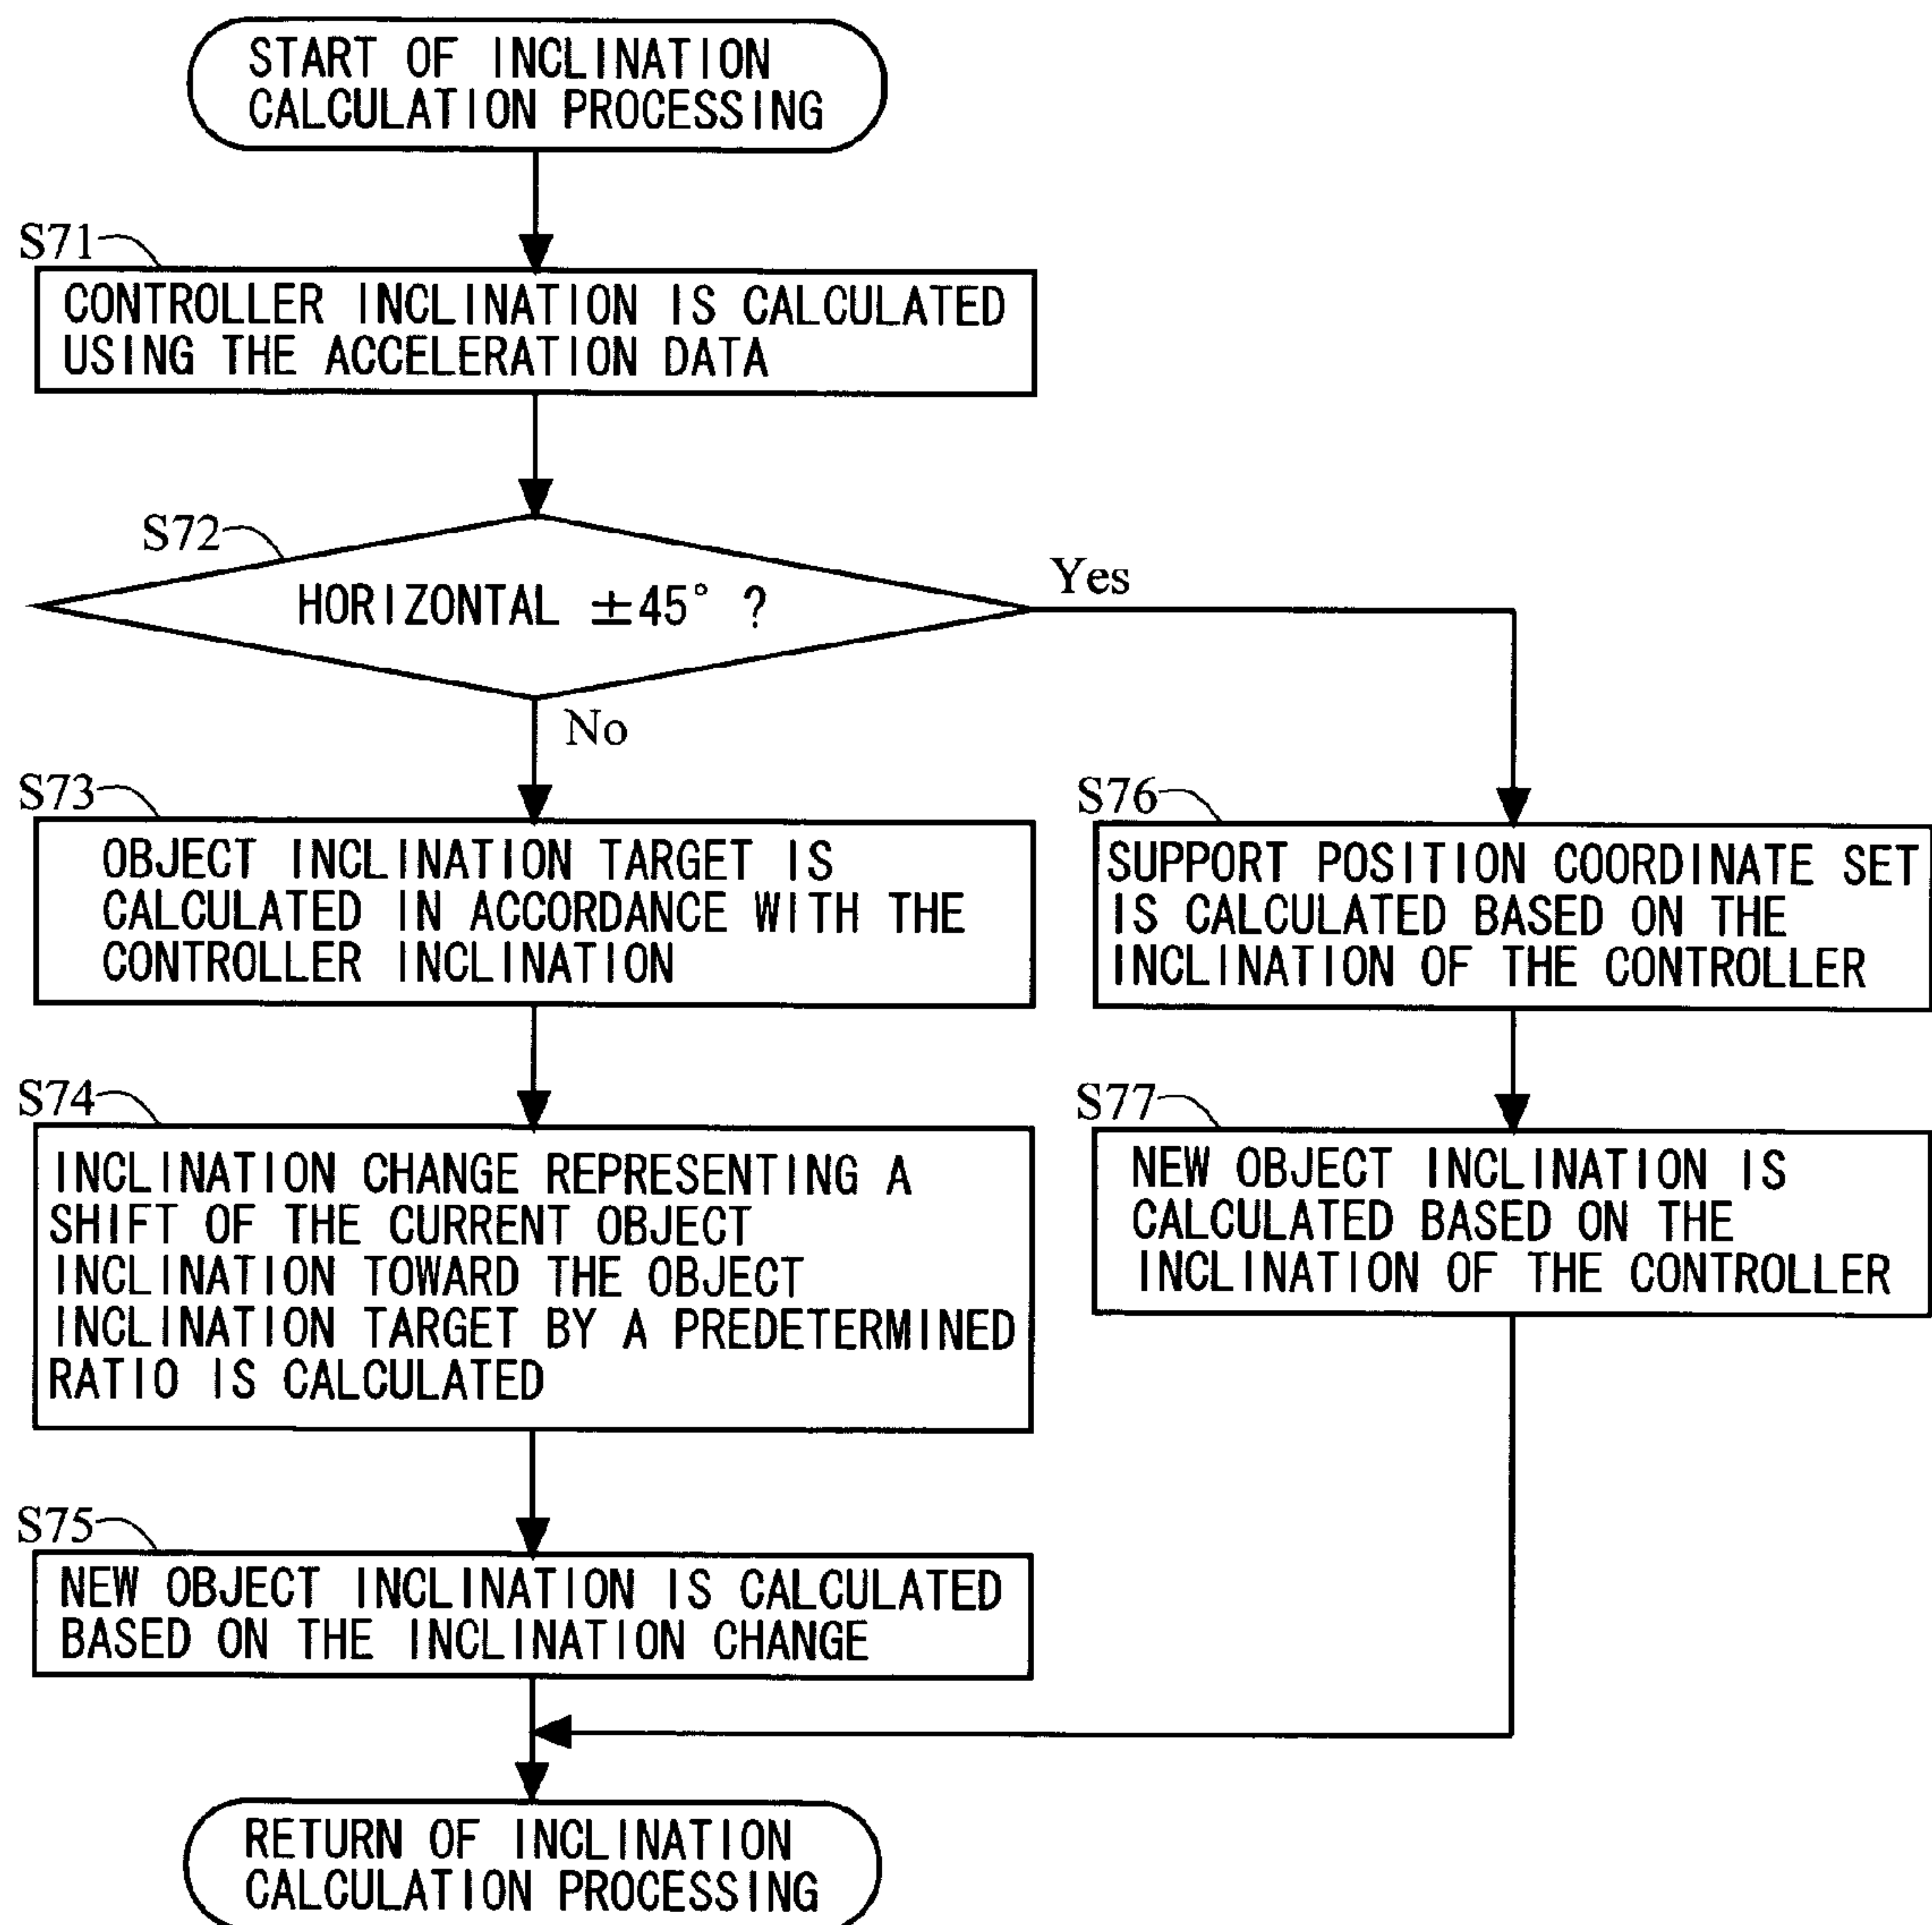 START OF INCLINATION
CALCULATION PROCESSING
S71
CONTROLLER INCLINATION IS CALCULATED
USING THE ACCELERATION DATA
S72
HORIZONTAL ±45° ?
Yes
No
S73
OBJECT INCLINATION TARGET IS
CALCULATED IN ACCORDANCE WITH THE
CONTROLLER INCLINATION
S74
INCLINATION CHANGE REPRESENTING A
SHIFT OF THE CURRENT OBJECT
INCLINATION TOWARD THE OBJECT
INCLINATION TARGET BY A PREDETERMINED
RATIO IS CALCULATED
S75
NEW OBJECT INCLINATION IS CALCULATED
BASED ON THE INCLINATION CHANGE
S76
SUPPORT POSITION COORDINATE SET
IS CALCULATED BASED ON THE
INCLINATION OF THE CONTROLLER
S77
NEW OBJECT INCLINATION IS
CALCULATED BASED ON THE
INCLINATION OF THE CONTROLLER
RETURN OF INCLINATION
CALCULATION PROCESSING